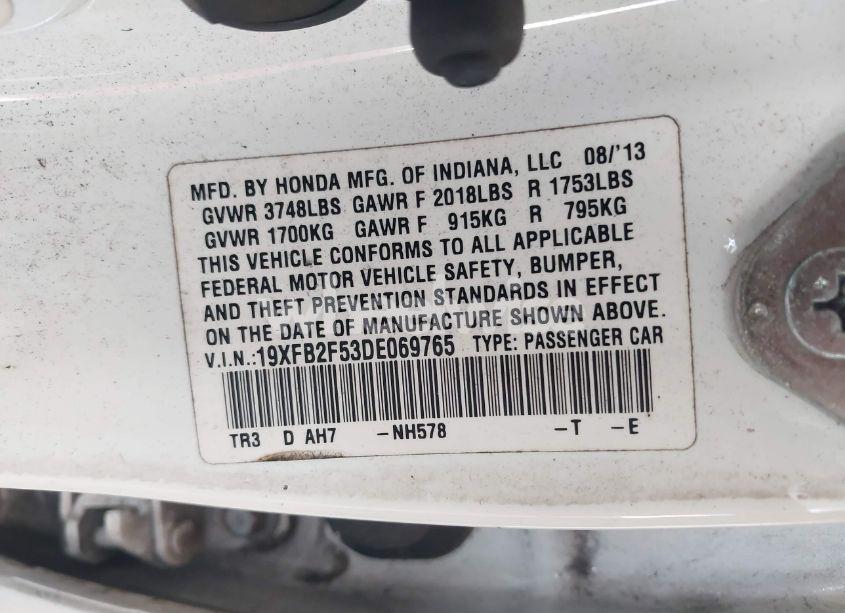 MFD. BY HONDA MFG. OF INDIANA, LLC 08/'13
GVWR 3748LBS GAWR F 2018LBS R 1753LBS
GVWR 1700KG GAWR F 915KG R 795KG
THIS VEHICLE CONFORMS TO ALL APPLICABLE
FEDERAL MOTOR VEHICLE SAFETY, BUMPER,
AND THEFT PREVENTION STANDARDS IN EFFECT
ON THE DATE OF MANUFACTURE SHOWN ABOVE.
V.I.N.:19XFB2F53DE069765 TYPE: PASSENGER CAR
TR3 D AH7 -NH578 -T -E